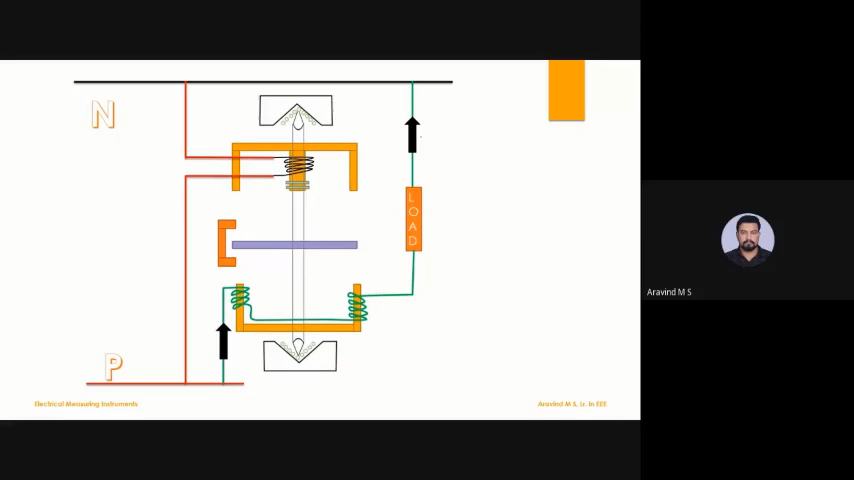 N
L
O
A
D
Aravind M S
P
Electrical Measuring Instruments
Aravind M S, Lr. in EEE